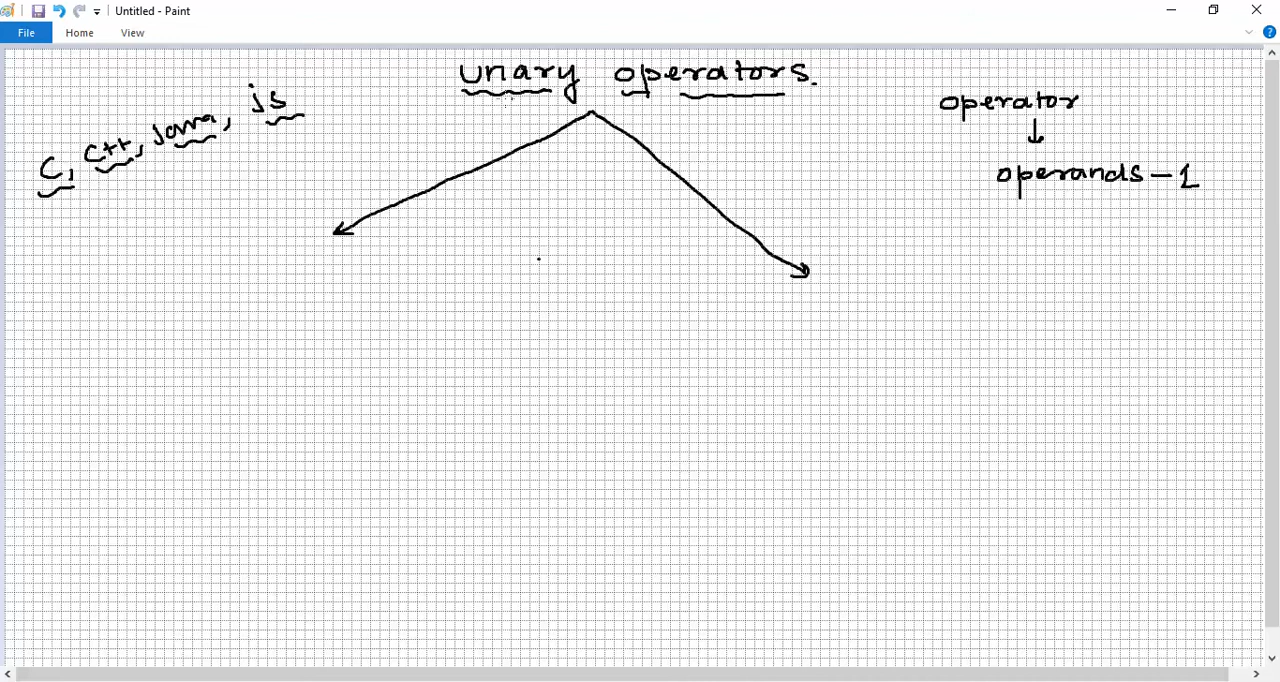 Untitled - Paint
File Home View
unary operators.
C, C++, Java, js
operator
operands - 1